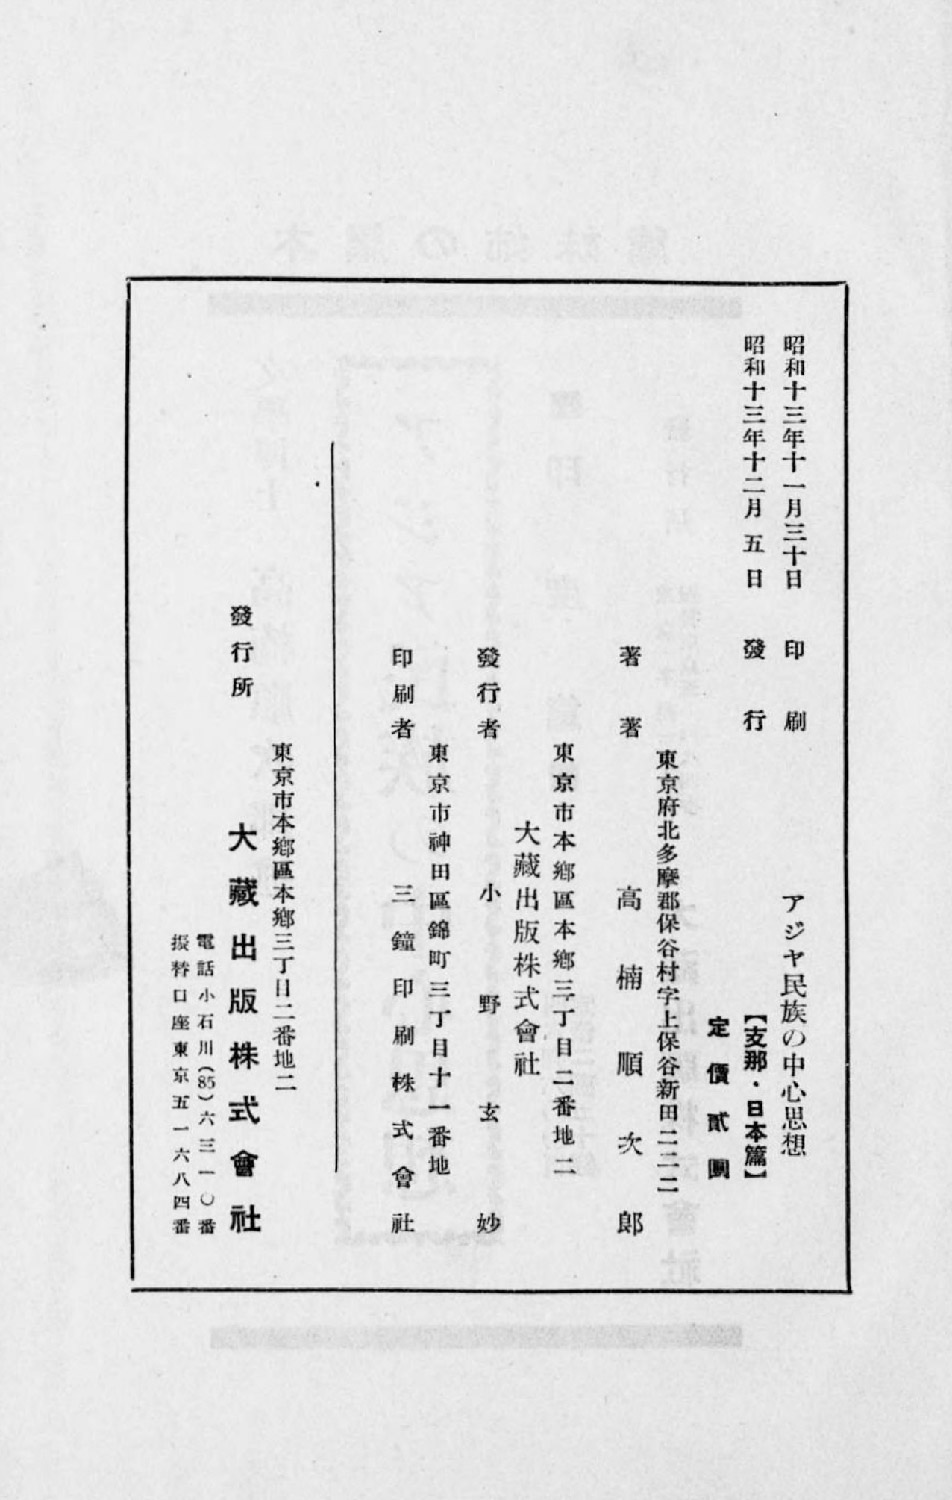 昭和十三年十一月三十日　印刷
昭和十三年十二月五日　發行
アジヤ民族の中心思想
【支那・日本篇】
定價貳圓
東京府北多摩郡保谷村字上保谷新田二二二
著者　高楠順次郎
東京市本鄕區本鄕三丁目二番地二
大藏出版株式會社
發行者　小野玄妙
東京市神田區錦町三丁目十一番地
印刷者　三鐘印刷株式會社
東京市本鄕區本鄕三丁目二番地二
發行所　大藏出版株式會社
電話小石川(85)六三一〇番
振替口座東京五一六八四番